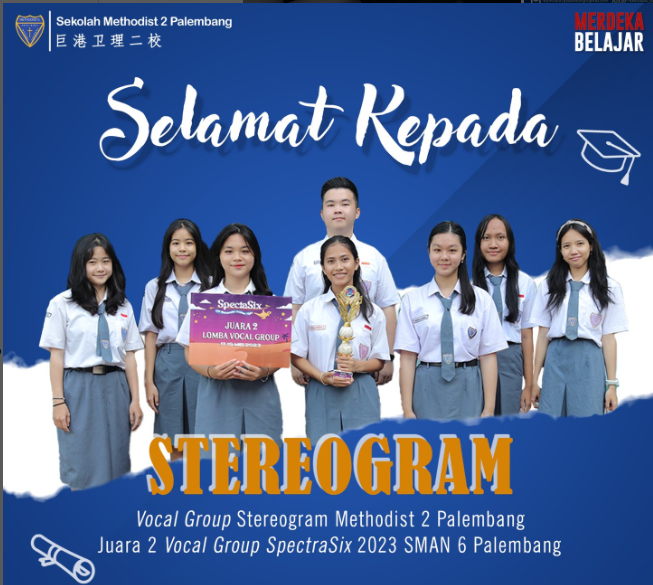 Sekolah Methodist 2 Palembang
巨港卫理二校
MERDEKA
BELAJAR
Selamat Kepada
SpectaSix
JUARA 2
LOMBA VOCAL GROUP
STEREOGRAM
Vocal Group Stereogram Methodist 2 Palembang
Juara 2 Vocal Group SpectraSix 2023 SMAN 6 Palembang